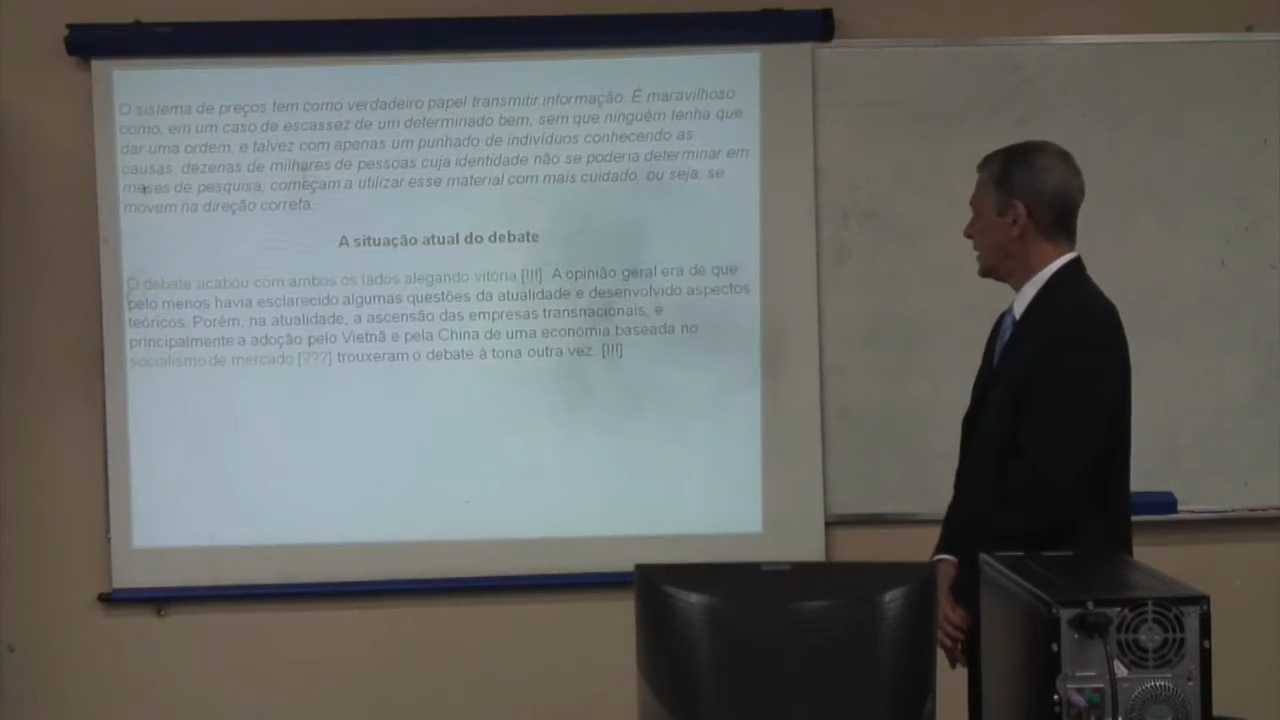 O sistema de preços tem como verdadeiro papel transmitir informação. É maravilhoso
como, em um caso de escassez de um determinado bem, sem que ninguém tenha que
dar uma ordem, e talvez com apenas um punhado de indivíduos conhecendo as
causas, dezenas de milhares de pessoas cuja identidade não se poderia determinar em
meses de pesquisa, começam a utilizar esse material com mais cuidado, ou seja, se
movem na direção correta.
A situação atual do debate
O debate acabou com ambos os lados alegando vitória [III]. A opinião geral era de que
pelo menos havia esclarecido algumas questões da atualidade e desenvolvido aspectos
teóricos. Porém, na atualidade, a ascensão das empresas transnacionais, e
principalmente a adoção pelo Vietnã e pela China de uma economia baseada no
socialismo de mercado [???] trouxeram o debate à tona outra vez. [III]